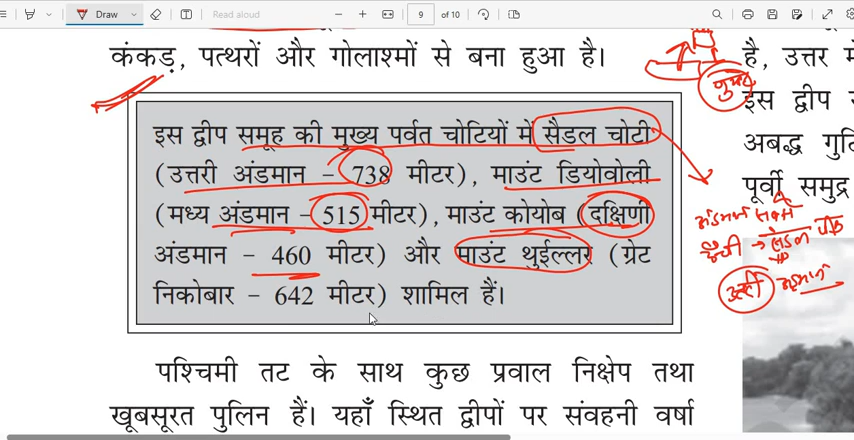 Draw
Read aloud
9 of 10
कंकड़, पत्थरों और गोलाश्मों से बना हुआ है।
इस द्वीप समूह की मुख्य पर्वत चोटियों में सैडल चोटी
(उत्तरी अंडमान – 738 मीटर), माउंट डियोवोली
(मध्य अंडमान – 515 मीटर), माउंट कोयोब (दक्षिणी
अंडमान – 460 मीटर) और माउंट थुईल्लर (ग्रेट
निकोबार – 642 मीटर) शामिल हैं।
पश्चिमी तट के साथ कुछ प्रवाल निक्षेप तथा
खूबसूरत पुलिन हैं। यहाँ स्थित द्वीपों पर संवहनी वर्षा
है, उत्तर में
इस द्वीप
अबद्ध
पूर्वी समुद्र